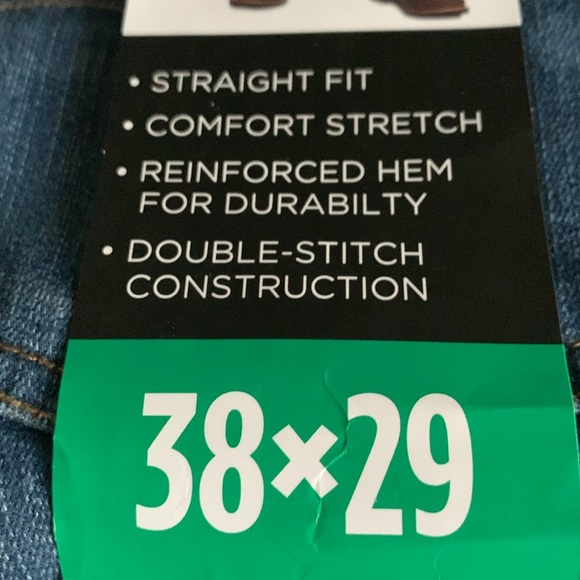 • STRAIGHT FIT
• COMFORT STRETCH
• REINFORCED HEM
FOR DURABILTY
• DOUBLE-STITCH
CONSTRUCTION
38×29